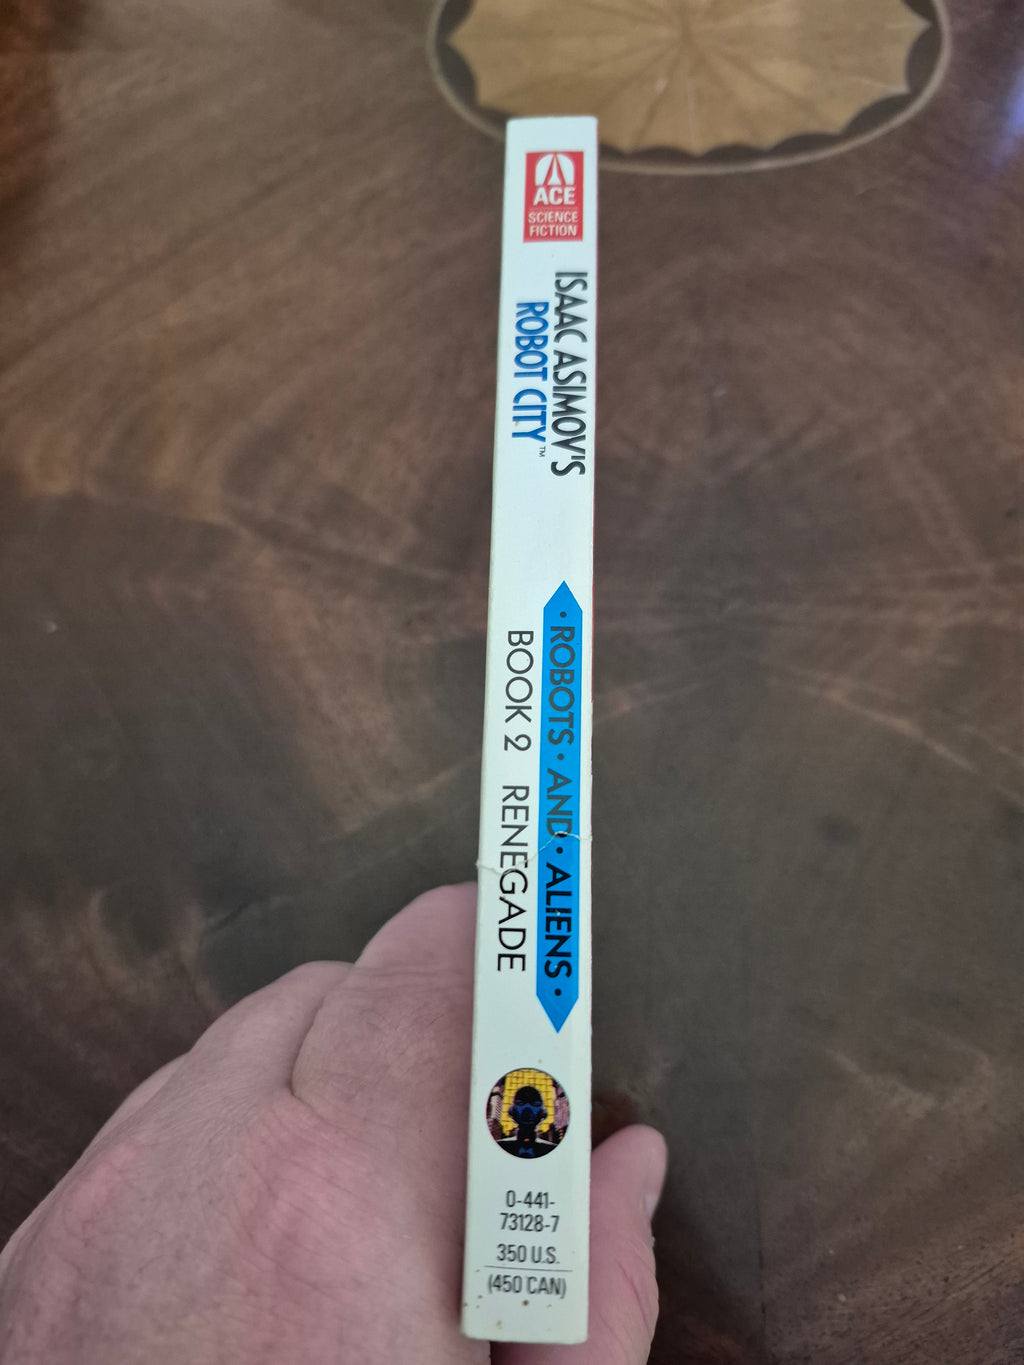 ACE
SCIENCE
FICTION
ISAAC ASIMOV'S
ROBOT CITY™
• ROBOTS • AND • ALIENS •
BOOK 2 RENEGADE
0-441-
73128-7
350 U.S.
(450 CAN)